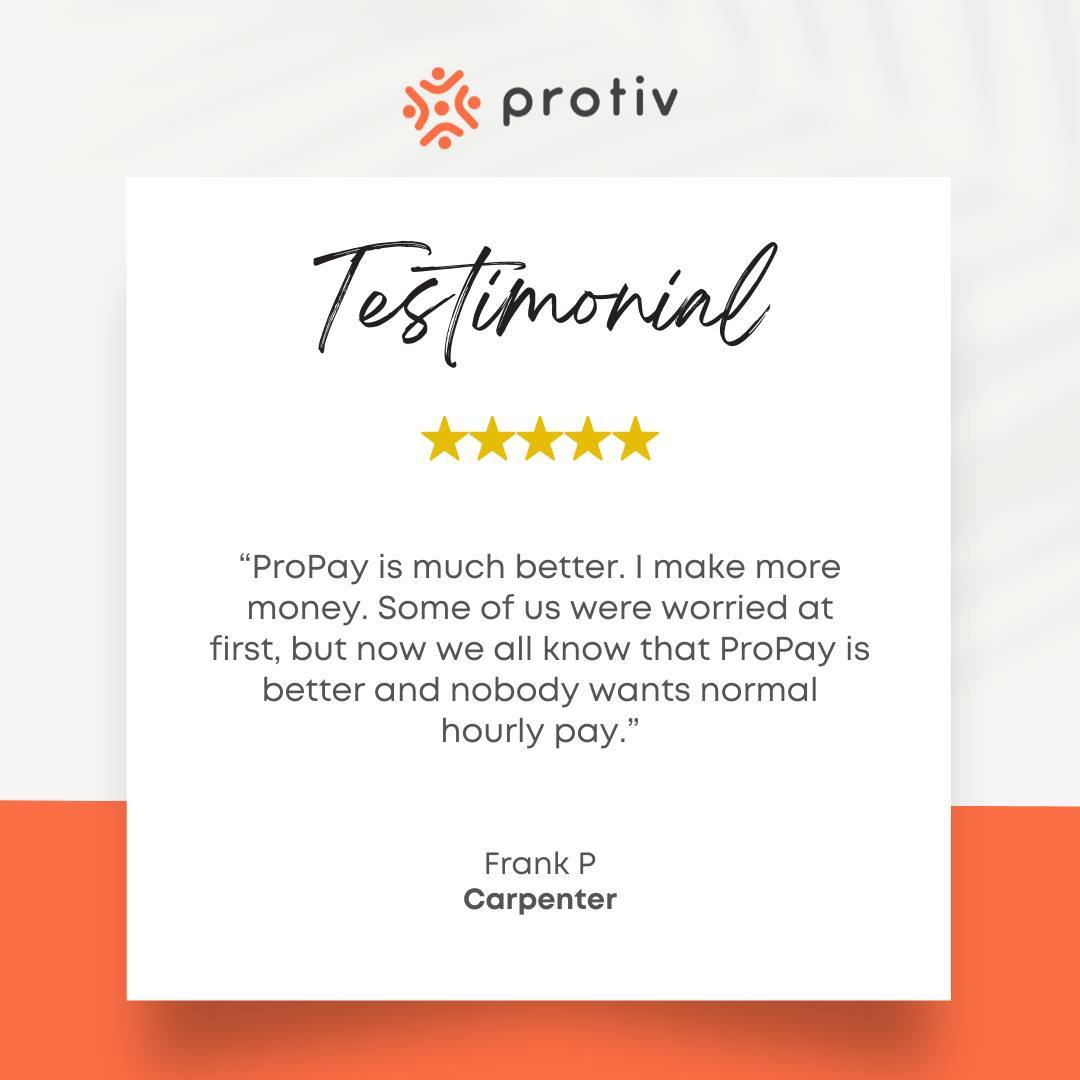 protiv
Testimonial
“ProPay is much better. I make more
money. Some of us were worried at
first, but now we all know that ProPay is
better and nobody wants normal
hourly pay.”
Frank P
Carpenter